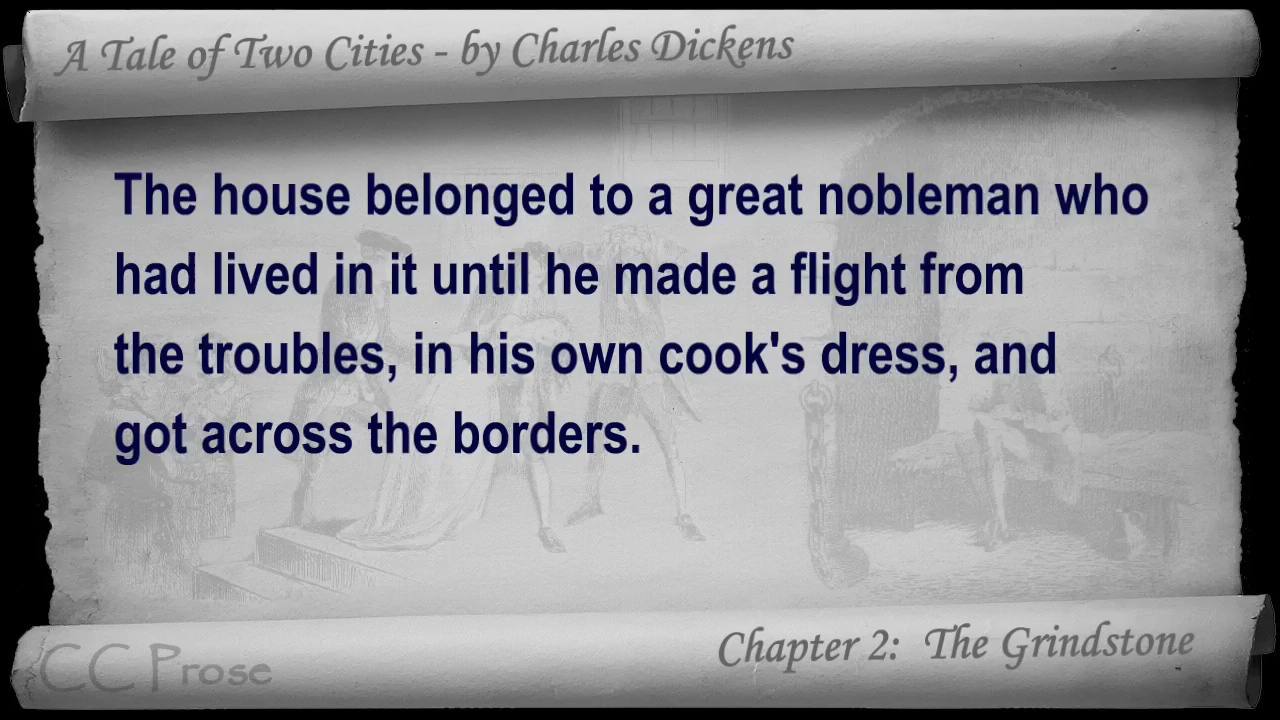 A Tale of Two Cities - by Charles Dickens
The house belonged to a great nobleman who
had lived in it until he made a flight from
the troubles, in his own cook's dress, and
got across the borders.
Chapter 2: The Grindstone
CC Prose